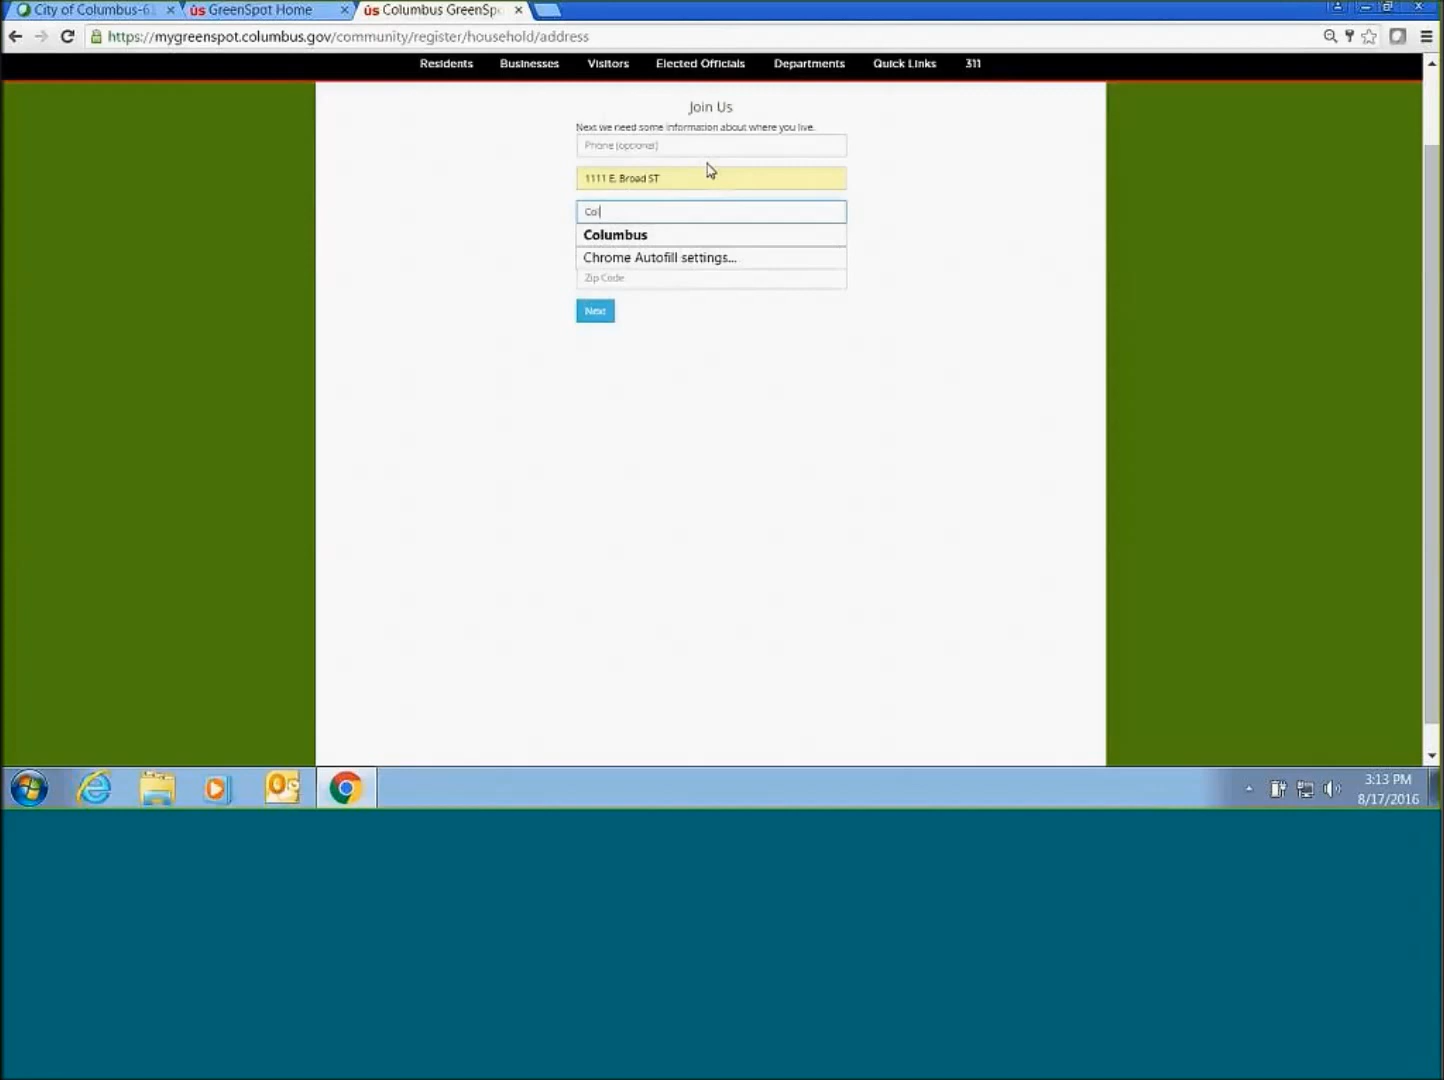 City of Columbus-6
ūs GreenSpot Home
ūs Columbus GreenSp
https://mygreenspot.columbus.gov/community/register/household/address
Residents Businesses Visitors Elected Officials Departments Quick Links 311
Join Us
Next we need some information about where you live.
Phone (optional)
1111 E. Broad ST
Col
Columbus
Chrome Autofill settings...
Zip Code
Next
3:13 PM
8/17/2016